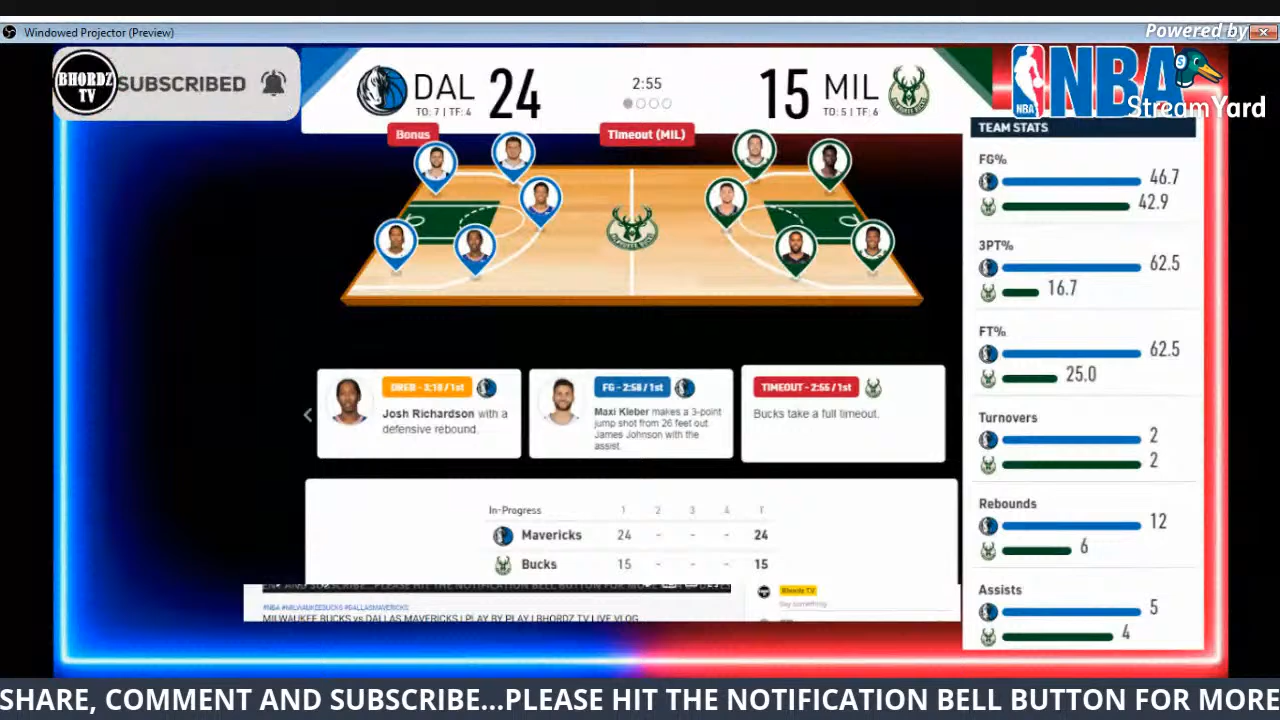 Windowed Projector (Preview)
Powered by
StreamYard
BHORDZ
TV
SUBSCRIBED
DAL 24
TO: 7 | TF: 4
2:55
15 MIL
TO: 5 | TF: 6
NBA
NBA
Bonus
Timeout (MIL)
TEAM STATS
FG%
46.7
42.9
3PT%
62.5
16.7
FT%
62.5
25.0
Turnovers
2
2
Rebounds
12
6
Assists
5
4
Josh Richardson with a
defensive rebound.
FG - 2:58 / 1st
Maxi Kleber makes a 3-point
jump shot from 26 feet out.
James Johnson with the
assist.
TIMEOUT - 2:55 / 1st
Bucks take a full timeout.
In-Progress 1 2 3 4 T
Mavericks 24 - - - 24
Bucks 15 - - - 15
#NBA #MILWAUKEEBUCKS #DALLASMAVERICKS
MILWAUKEE BUCKS vs DALLAS MAVERICKS | PLAY BY PLAY | BHORDZ TV LIVE VLOG
Bhordz TV
Say something
SHARE, COMMENT AND SUBSCRIBE...PLEASE HIT THE NOTIFICATION BELL BUTTON FOR MORE